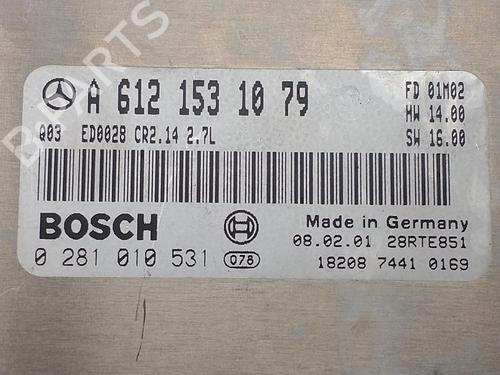 B-PARTS
A 612 153 10 79
FD 01M02
HW 14.00
Q03 ED0028 CR2.14 2.7L
SW 16.00
BOSCH
Made in Germany
08.02.01 28RTE851
0 281 010 531 078
18208 7441 0169